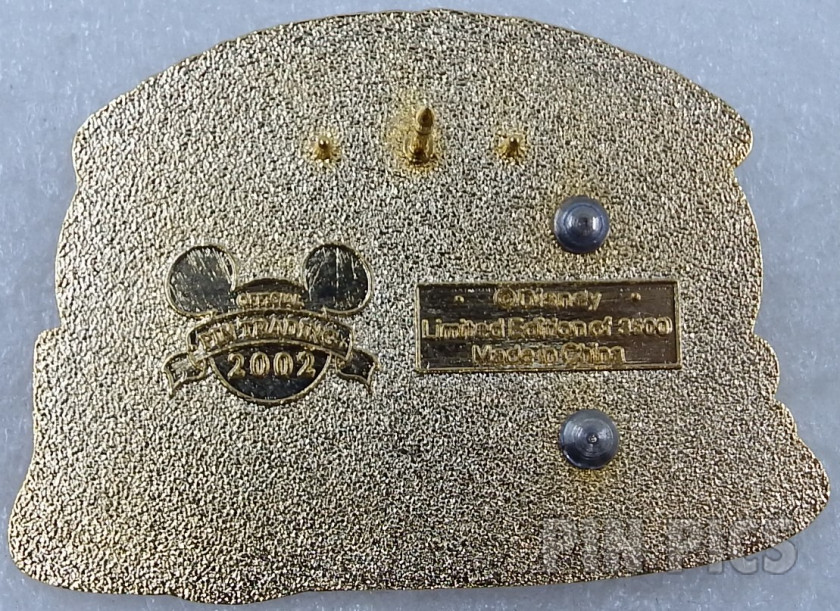 OFFICIAL
PIN TRADING
2002
© Disney
Limited Edition of 3500
Made in China
PIN PICS